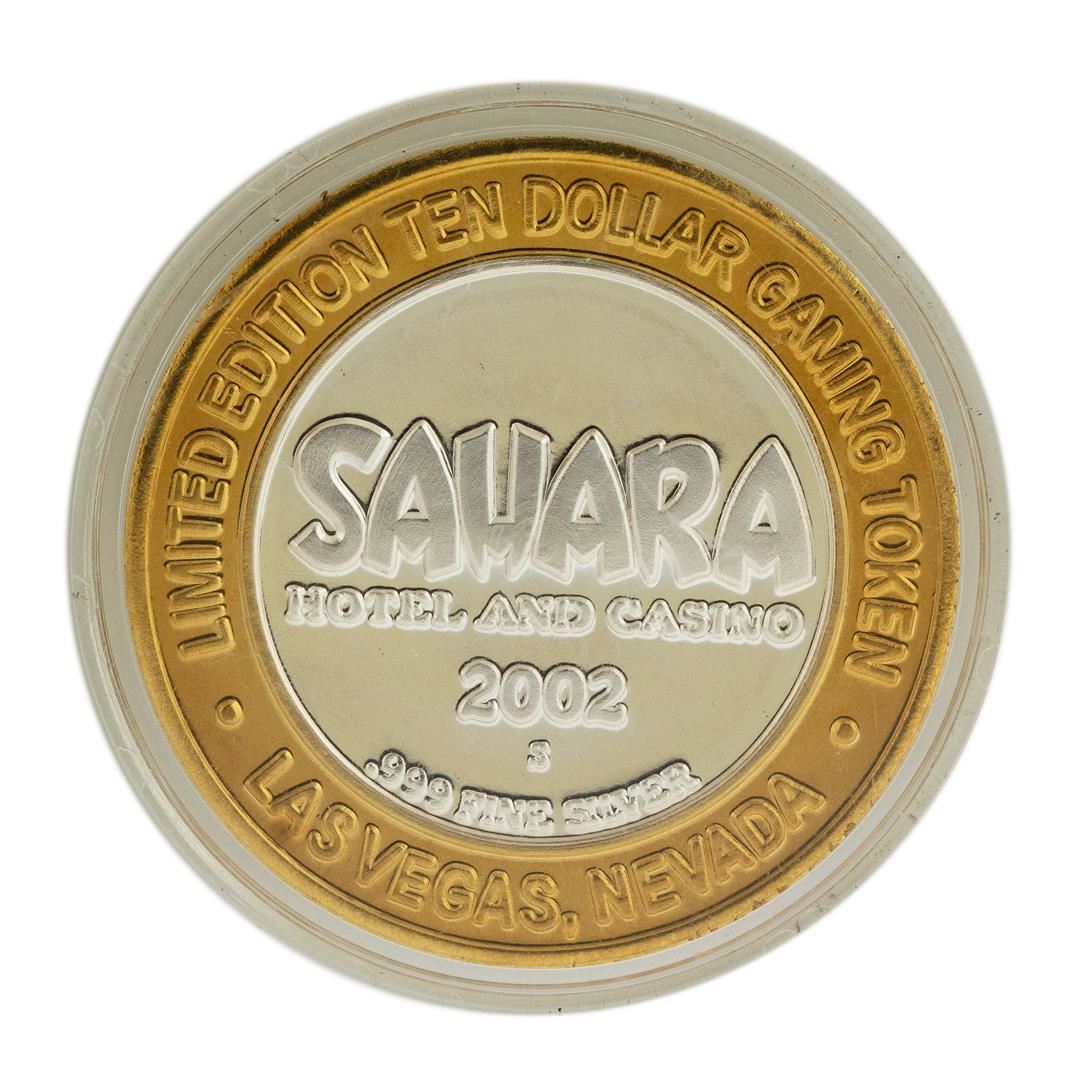 LIMITED EDITION TEN DOLLAR GAMING TOKEN
SAHARA
HOTEL AND CASINO
2002
S
.999 FINE SILVER
LAS VEGAS, NEVADA